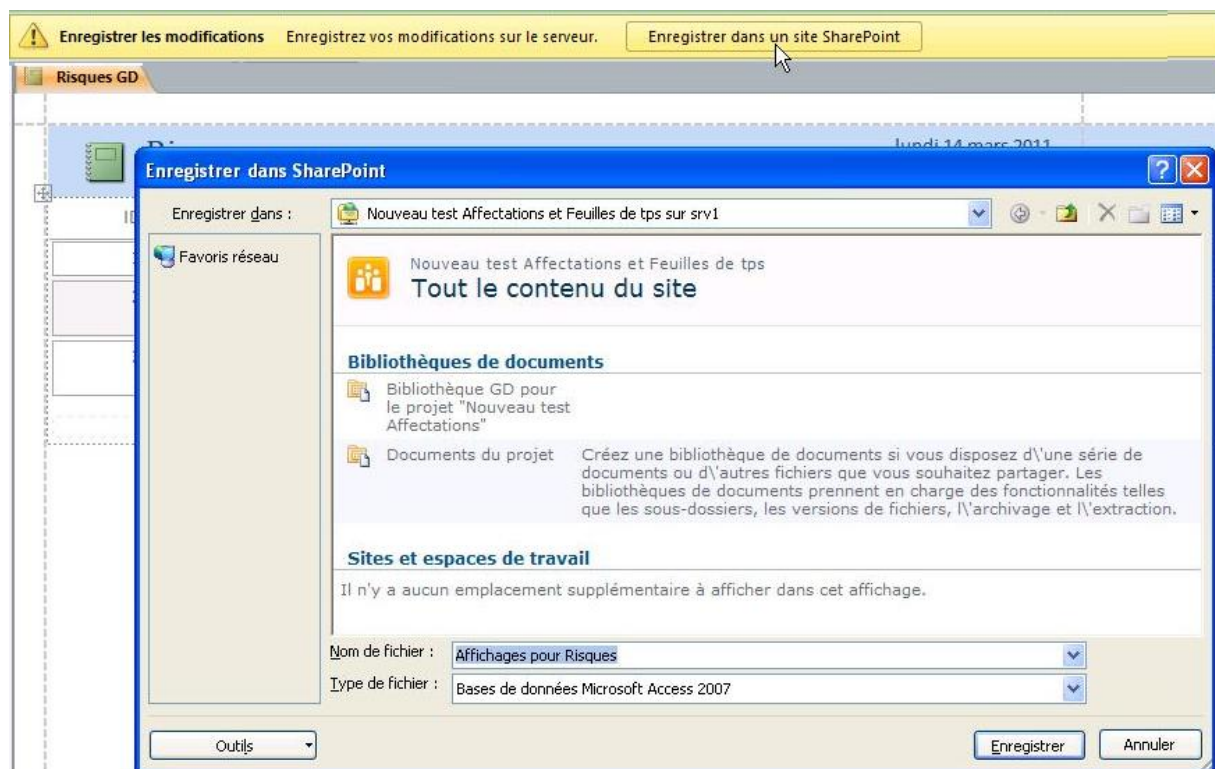 Enregistrer les modifications Enregistrez vos modifications sur le serveur. Enregistrer dans un site SharePoint
Risques GD
lundi 14 mars 2011
Enregistrer dans SharePoint
Enregistrer dans : Nouveau test Affectations et Feuilles de tps sur srv1
Favoris réseau
Nouveau test Affectations et Feuilles de tps
Tout le contenu du site
Bibliothèques de documents
Bibliothèque GD pour
le projet "Nouveau test
Affectations"
Documents du projet Créez une bibliothèque de documents si vous disposez d\'une série de
documents ou d\'autres fichiers que vous souhaitez partager. Les
bibliothèques de documents prennent en charge des fonctionnalités telles
que les sous-dossiers, les versions de fichiers, l\'archivage et l\'extraction.
Sites et espaces de travail
Il n'y a aucun emplacement supplémentaire à afficher dans cet affichage.
Nom de fichier : Affichages pour Risques
Type de fichier : Bases de données Microsoft Access 2007
Outils Enregistrer Annuler